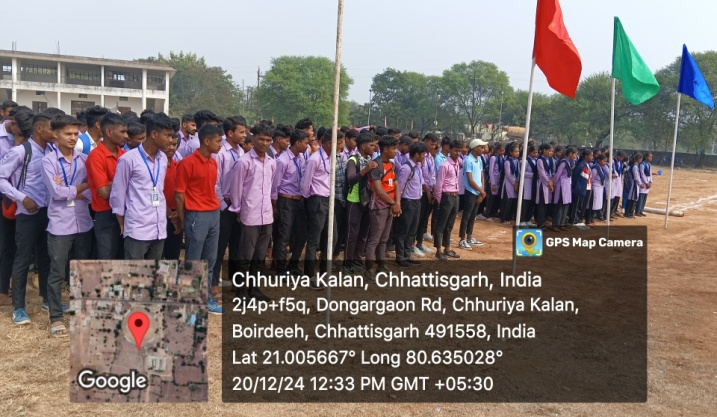 GPS Map Camera
Chhuriya Kalan, Chhattisgarh, India
2j4p+f5q, Dongargaon Rd, Chhuriya Kalan,
Boirdeeh, Chhattisgarh 491558, India
Lat 21.005667° Long 80.635028°
20/12/24 12:33 PM GMT +05:30
Google